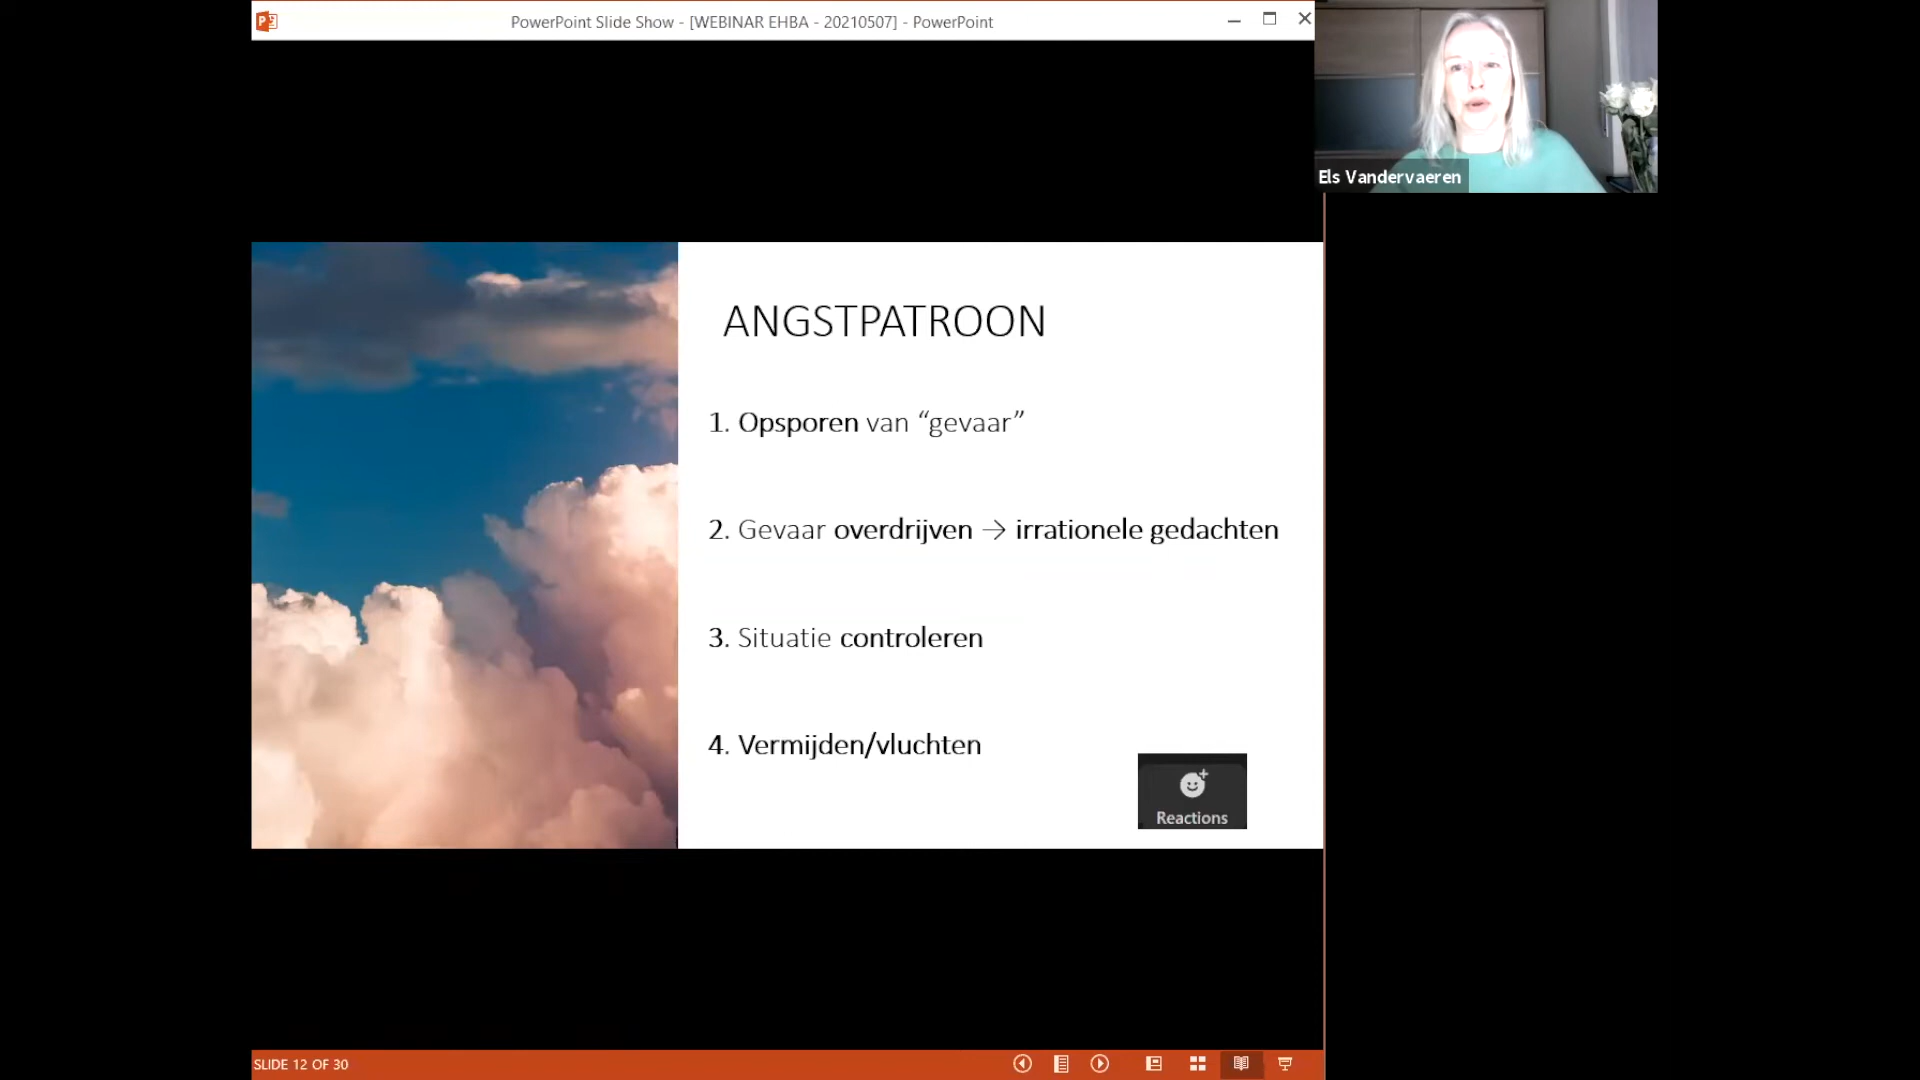 PowerPoint Slide Show - [WEBINAR EHBA - 20210507] - PowerPoint
Els Vandervaeren
ANGSTPATROON
1. Opsporen van “gevaar”
2. Gevaar overdrijven → irrationele gedachten
3. Situatie controleren
4. Vermijden/vluchten
Reactions
SLIDE 12 OF 30